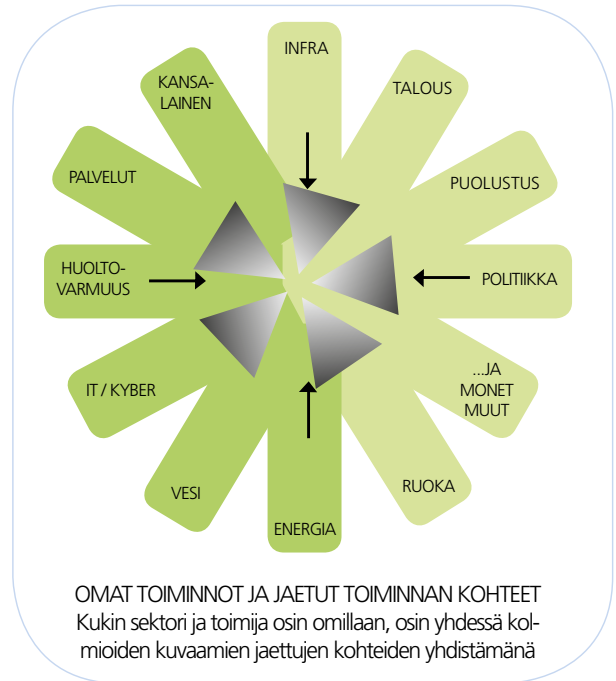 INFRA
TALOUS
PUOLUSTUS
POLITIIKKA
...JA
MONET
MUUT
RUOKA
ENERGIA
VESI
IT / KYBER
HUOLTO-
VARMUUS
PALVELUT
KANSA-
LAINEN
OMAT TOIMINNOT JA JAETUT TOIMINNAN KOHTEET
Kukin sektori ja toimija osin omillaan, osin yhdessä kol-
mioiden kuvaamien jaettujen kohteiden yhdistämänä